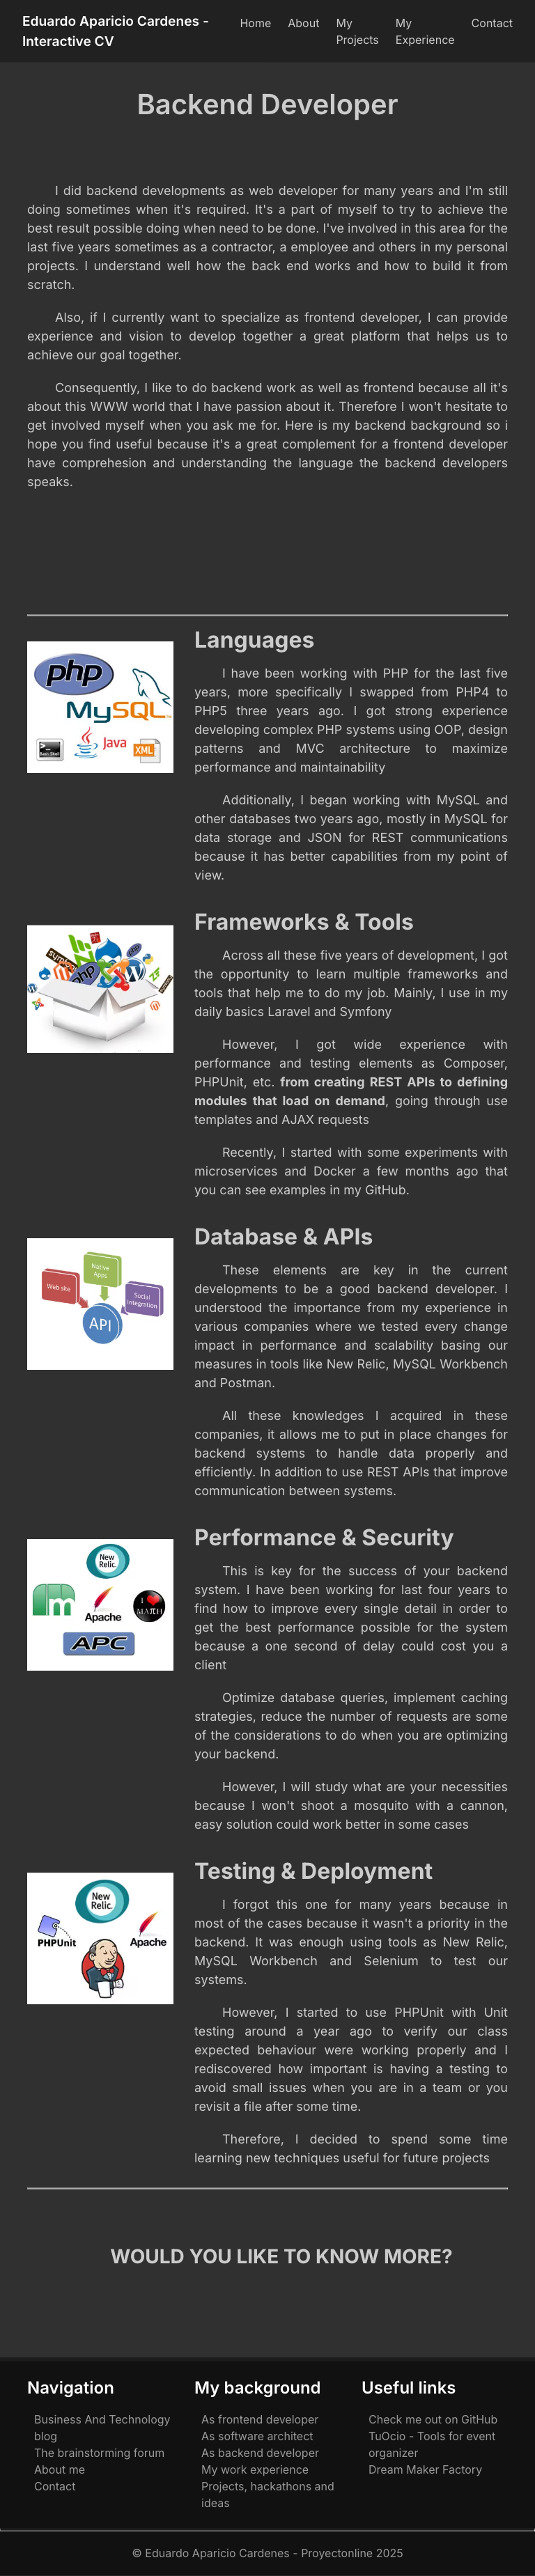 Eduardo Aparicio Cardenes -
Interactive CV
Home
About
My
Projects
My
Experience
Contact
Backend Developer
I did backend developments as web developer for many years and I'm still
doing sometimes when it's required. It's a part of myself to try to achieve the
best result possible doing when need to be done. I've involved in this area for the
last five years sometimes as a contractor, a employee and others in my personal
projects. I understand well how the back end works and how to build it from
scratch.
Also, if I currently want to specialize as frontend developer, I can provide
experience and vision to develop together a great platform that helps us to
achieve our goal together.
Consequently, I like to do backend work as well as frontend because all it's
about this WWW world that I have passion about it. Therefore I won't hesitate to
get involved myself when you ask me for. Here is my backend background so i
hope you find useful because it's a great complement for a frontend developer
have comprehesion and understanding the language the backend developers
speaks.
php
MySQL
Java
XML
Languages
I have been working with PHP for the last five
years, more specifically I swapped from PHP4 to
PHP5 three years ago. I got strong experience
developing complex PHP systems using OOP, design
patterns and MVC architecture to maximize
performance and maintainability
Additionally, I began working with MySQL and
other databases two years ago, mostly in MySQL for
data storage and JSON for REST communications
because it has better capabilities from my point of
view.
php
Frameworks & Tools
Across all these five years of development, I got
the opportunity to learn multiple frameworks and
tools that help me to do my job. Mainly, I use in my
daily basics Laravel and Symfony
However, I got wide experience with
performance and testing elements as Composer,
PHPUnit, etc. from creating REST APIs to defining
modules that load on demand, going through use
templates and AJAX requests
Recently, I started with some experiments with
microservices and Docker a few months ago that
you can see examples in my GitHub.
Web site
Native
Apps
Social
Integration
API
Database & APIs
These elements are key in the current
developments to be a good backend developer. I
understood the importance from my experience in
various companies where we tested every change
impact in performance and scalability basing our
measures in tools like New Relic, MySQL Workbench
and Postman.
All these knowledges I acquired in these
companies, it allows me to put in place changes for
backend systems to handle data properly and
efficiently. In addition to use REST APIs that improve
communication between systems.
New
Relic.
Apache
I
MATH
APC
Performance & Security
This is key for the success of your backend
system. I have been working for last four years to
find how to improve every single detail in order to
get the best performance possible for the system
because a one second of delay could cost you a
client
Optimize database queries, implement caching
strategies, reduce the number of requests are some
of the considerations to do when you are optimizing
your backend.
However, I will study what are your necessities
because I won't shoot a mosquito with a cannon,
easy solution could work better in some cases
New
Relic.
PHPUnit
Apache
Testing & Deployment
I forgot this one for many years because in
most of the cases because it wasn't a priority in the
backend. It was enough using tools as New Relic,
MySQL Workbench and Selenium to test our
systems.
However, I started to use PHPUnit with Unit
testing around a year ago to verify our class
expected behaviour were working properly and I
rediscovered how important is having a testing to
avoid small issues when you are in a team or you
revisit a file after some time.
Therefore, I decided to spend some time
learning new techniques useful for future projects
WOULD YOU LIKE TO KNOW MORE?
Navigation
Business And Technology
blog
The brainstorming forum
About me
Contact
My background
As frontend developer
As software architect
As backend developer
My work experience
Projects, hackathons and
ideas
Useful links
Check me out on GitHub
TuOcio - Tools for event
organizer
Dream Maker Factory
© Eduardo Aparicio Cardenes - Proyectonline 2025